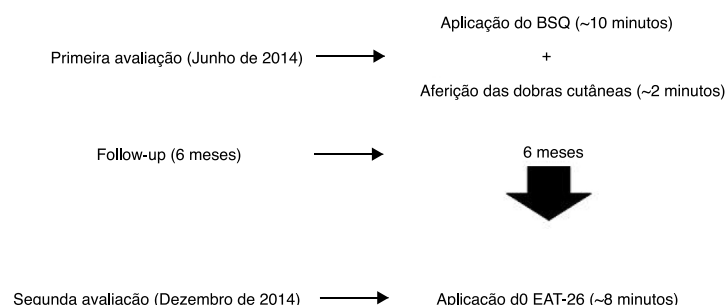 Primeira avaliação (Junho de 2014)
Aplicação do BSQ (~10 minutos)
+
Aferição das dobras cutâneas (~2 minutos)
Follow-up (6 meses)
6 meses
Segunda avaliação (Dezembro de 2014)
Aplicação d0 EAT-26 (~8 minutos)